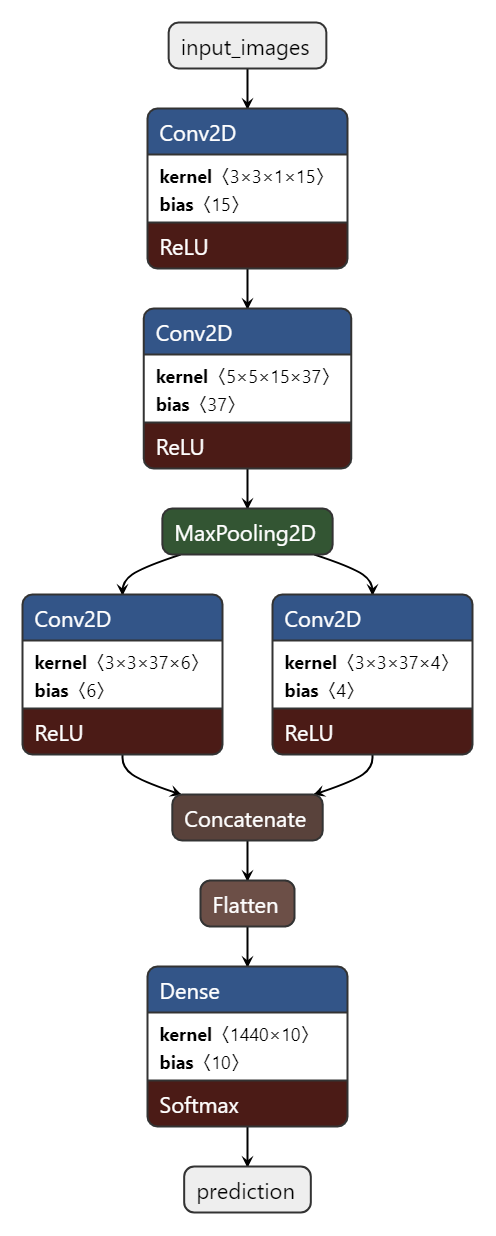 input_images
Conv2D
kernel〈3×3×1×15〉
bias〈15〉
ReLU
Conv2D
kernel〈5×5×15×37〉
bias〈37〉
ReLU
MaxPooling2D
Conv2D
kernel〈3×3×37×6〉
bias〈6〉
ReLU
Conv2D
kernel〈3×3×37×4〉
bias〈4〉
ReLU
Concatenate
Flatten
Dense
kernel〈1440×10〉
bias〈10〉
Softmax
prediction